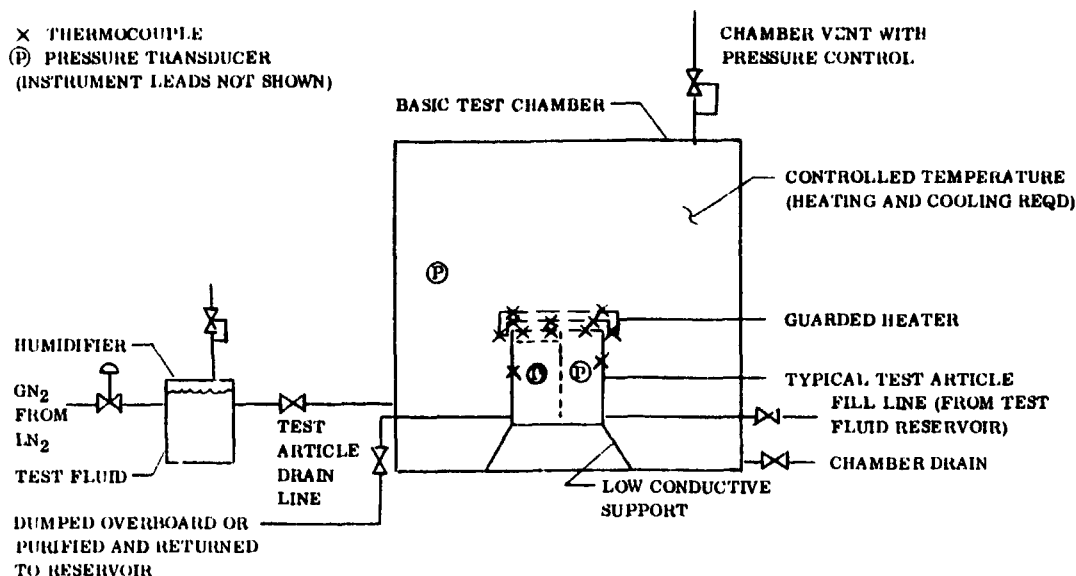 × THERMOCOUPLE
Ⓟ PRESSURE TRANSDUCER
(INSTRUMENT LEADS NOT SHOWN)
CHAMBER VENT WITH
PRESSURE CONTROL
BASIC TEST CHAMBER
CONTROLLED TEMPERATURE
(HEATING AND COOLING REQD)
P
GUARDED HEATER
HUMIDIFIER
P
TYPICAL TEST ARTICLE
FILL LINE (FROM TEST
FLUID RESERVOIR)
GN2
FROM
LN2
TEST FLUID
TEST
ARTICLE
DRAIN
LINE
CHAMBER DRAIN
LOW CONDUCTIVE
SUPPORT
DUMPED OVERBOARD OR
PURIFIED AND RETURNED
TO RESERVOIR